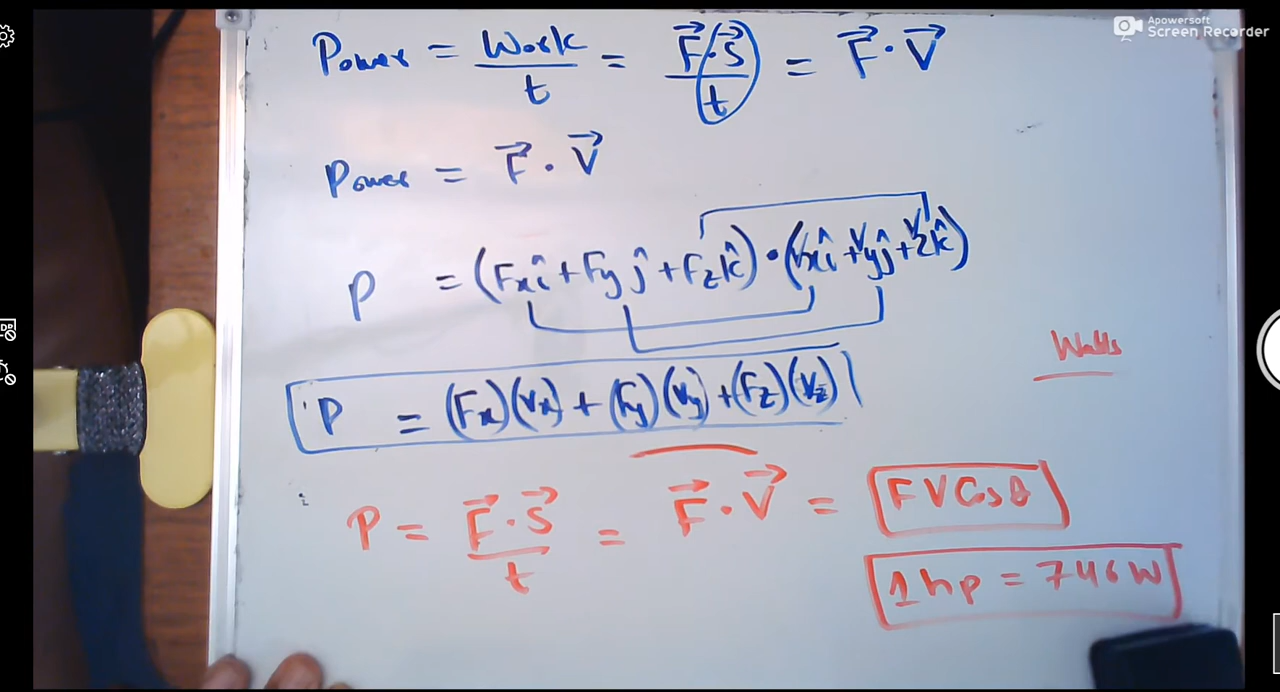 Apowersoft
Screen Recorder
Power = Work/t = F⃗·S⃗/t = F⃗·V⃗
Power = F⃗·V⃗
P = (Fxî + Fyĵ + Fzk̂)·(Vxî + Vyĵ + Vzk̂)
Watts
P = (Fx)(Vx) + (Fy)(Vy) + (Fz)(Vz)
P = F⃗·S⃗/t = F⃗·V⃗ = FVCosθ
1hp = 746W